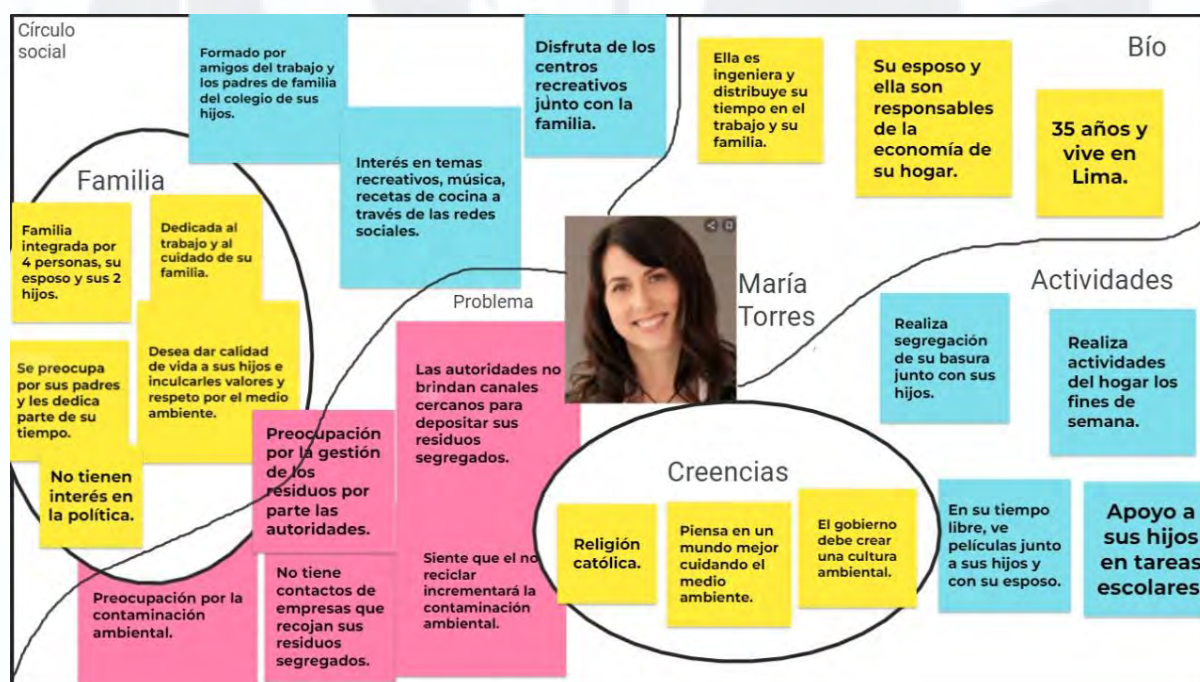 Círculo
social
Formado por
amigos del trabajo y
los padres de familia
del colegio de sus
hijos.
Interés en temas
recreativos, música,
recetas de cocina a
través de las redes
sociales.
Disfruta de los
centros
recreativos
junto con la
familia.
Bío
Ella es
ingeniera y
distribuye su
tiempo en el
trabajo y su
familia.
Su esposo y
ella son
responsables
de la
economía de
su hogar.
35 años y
vive en
Lima.
Familia
Familia
integrada por
4 personas, su
esposo y sus 2
hijos.
Dedicada al
trabajo y al
cuidado de su
familia.
Se preocupa
por sus padres
y les dedica
parte de su
tiempo.
Desea dar calidad
de vida a sus hijos e
inculcarles valores y
respeto por el medio
ambiente.
No tienen
interés en
la política.
María
Torres
Problema
Las autoridades no
brindan canales
cercanos para
depositar sus
residuos
segregados.
Preocupación
por la gestión
de los
residuos por
parte las
autoridades.
Siente que el no
reciclar
incrementará la
contaminación
ambiental.
Preocupación por la
contaminación
ambiental.
No tiene
contactos de
empresas que
recojan sus
residuos
segregados.
Creencias
Religión
católica.
Piensa en un
mundo mejor
cuidando el
medio
ambiente.
El gobierno
debe crear
una cultura
ambiental.
Actividades
Realiza
segregación
de su basura
junto con sus
hijos.
Realiza
actividades
del hogar los
fines de
semana.
En su tiempo
libre, ve
películas junto
a sus hijos y
con su esposo.
Apoyo a
sus hijos
en tareas
escolares